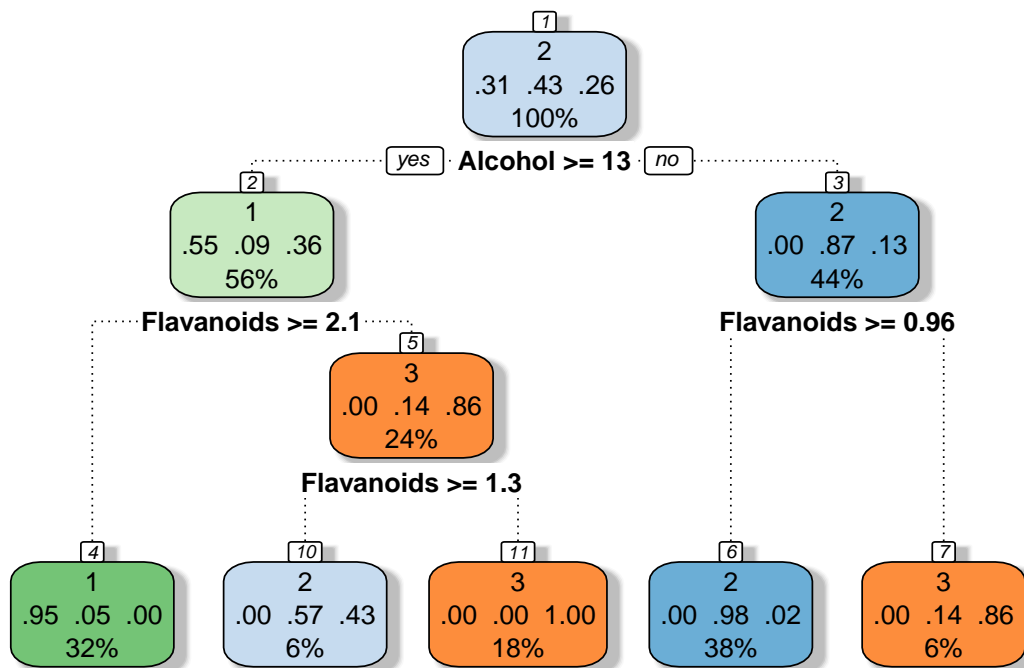 1
2
.31 .43 .26
100%
yes Alcohol >= 13 no
2
1
.55 .09 .36
56%
3
2
.00 .87 .13
44%
Flavanoids >= 2.1
Flavanoids >= 0.96
5
3
.00 .14 .86
24%
Flavanoids >= 1.3
4
1
.95 .05 .00
32%
10
2
.00 .57 .43
6%
11
3
.00 .00 1.00
18%
6
2
.00 .98 .02
38%
7
3
.00 .14 .86
6%